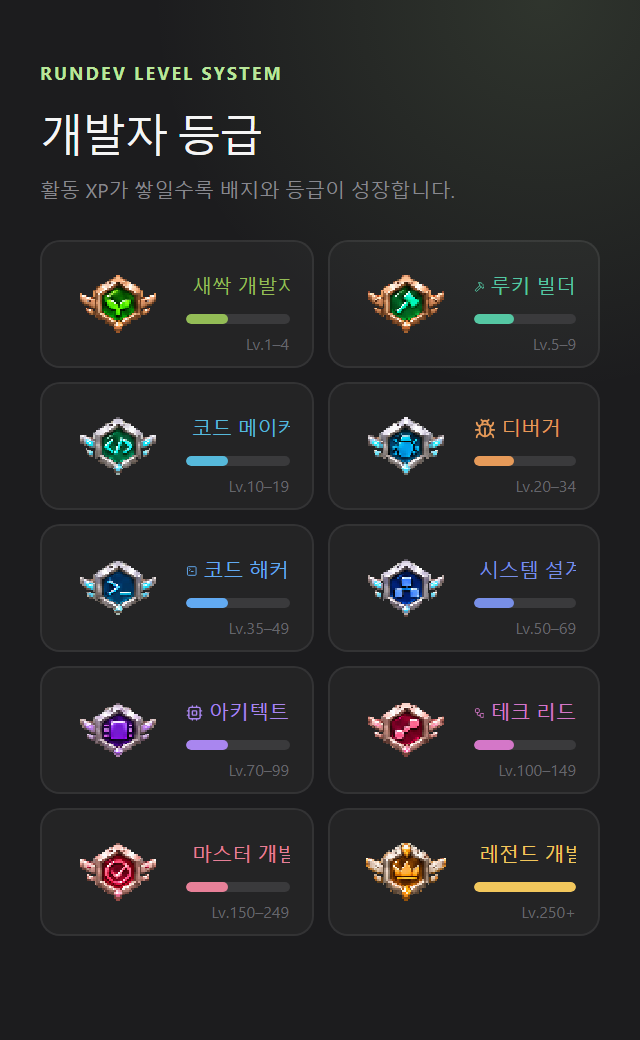 RUNDEV LEVEL SYSTEM
개발자 등급
활동 XP가 쌓일수록 배지와 등급이 성장합니다.
새싹 개발자
Lv.1–4
루키 빌더
Lv.5–9
코드 메이커
Lv.10–19
디버거
Lv.20–34
코드 해커
Lv.35–49
시스템 설계
Lv.50–69
아키텍트
Lv.70–99
테크 리드
Lv.100–149
마스터 개발
Lv.150–249
레전드 개발
Lv.250+